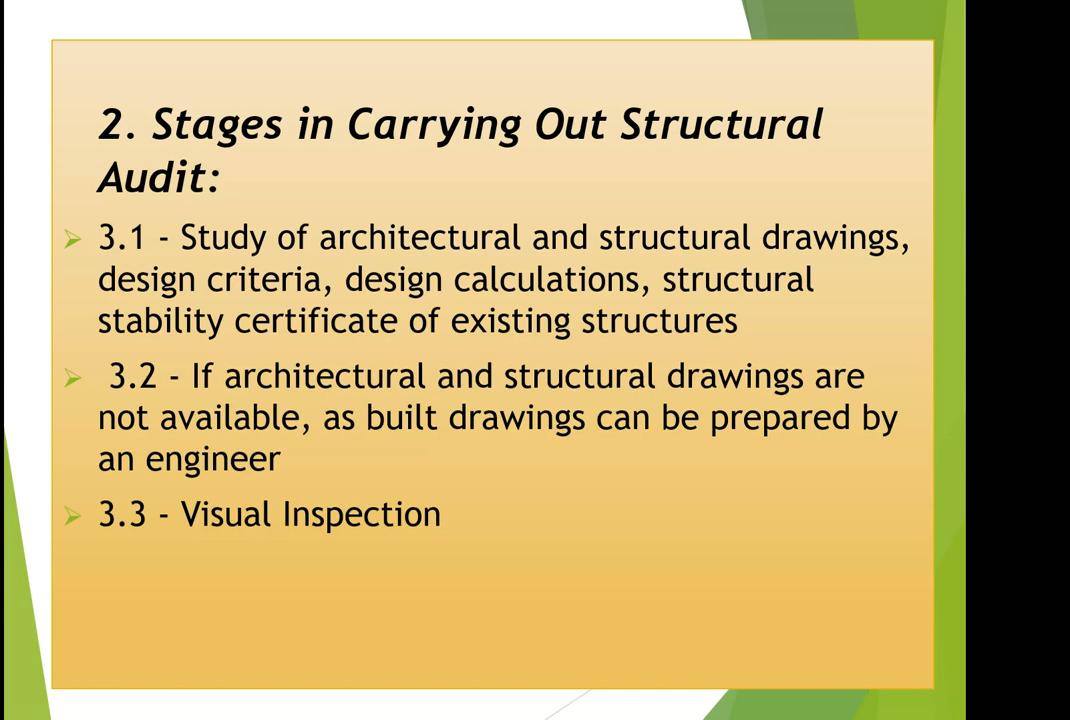 2. Stages in Carrying Out Structural
Audit:
3.1 - Study of architectural and structural drawings,
design criteria, design calculations, structural
stability certificate of existing structures
3.2 - If architectural and structural drawings are
not available, as built drawings can be prepared by
an engineer
3.3 - Visual Inspection